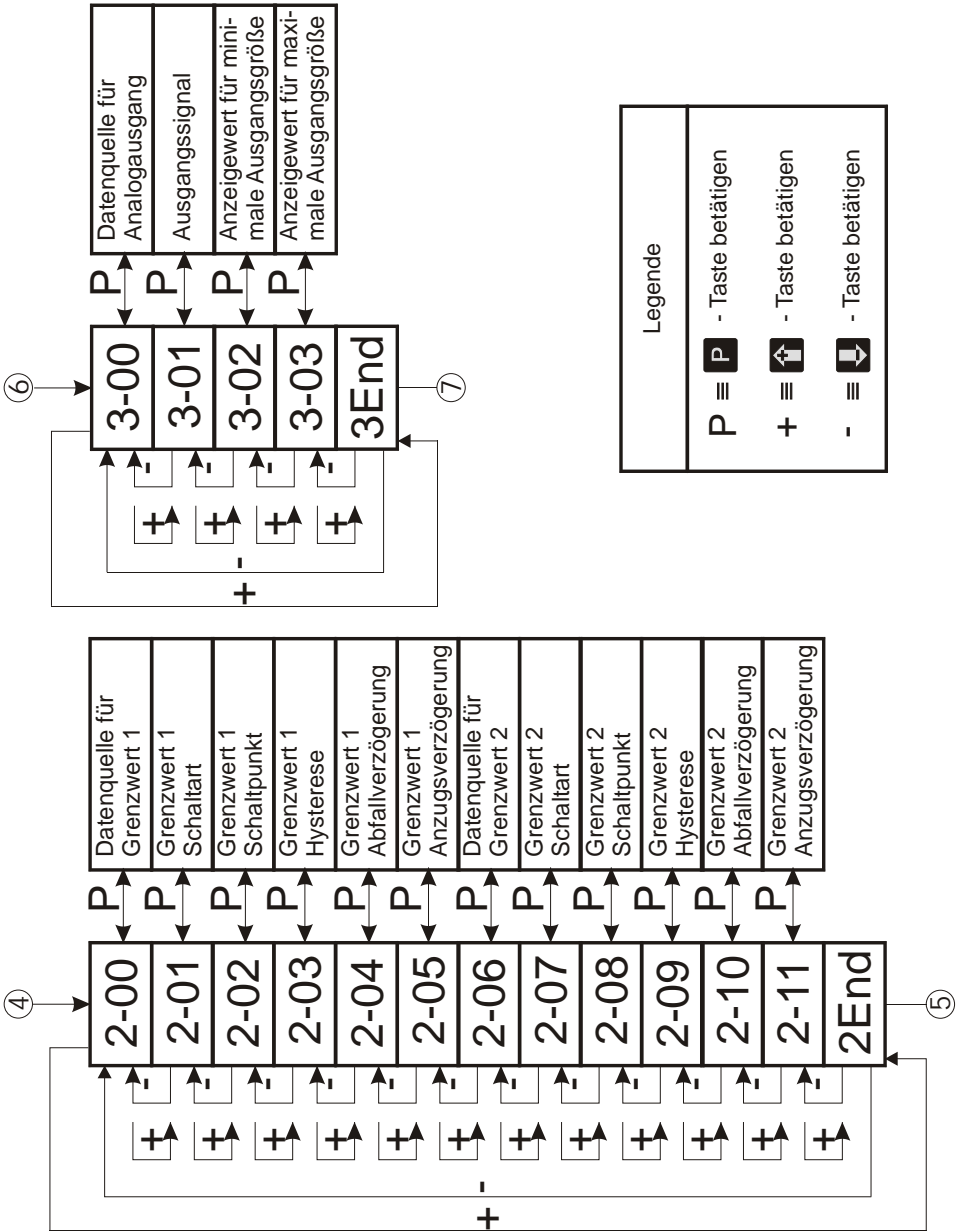 ④
2-00
P
Datenquelle für
Grenzwert 1
2-01
P
Grenzwert 1
Schaltart
2-02
P
Grenzwert 1
Schaltpunkt
2-03
P
Grenzwert 1
Hysterese
2-04
P
Grenzwert 1
Abfallverzögerung
2-05
P
Grenzwert 1
Anzugsverzögerung
2-06
P
Datenquelle für
Grenzwert 2
2-07
P
Grenzwert 2
Schaltart
2-08
P
Grenzwert 2
Schaltpunkt
2-09
P
Grenzwert 2
Hysterese
2-10
P
Grenzwert 2
Abfallverzögerung
2-11
P
Grenzwert 2
Anzugsverzögerung
2End
⑤
+ -
+ -
+ -
+ -
+ -
+ -
+ -
+ -
+ -
+ -
+ -
+ -
+ -
⑥
3-00
P
Datenquelle für
Analogausgang
3-01
P
Ausgangssignal
3-02
P
Anzeigewert für mini-
male Ausgangsgröße
3-03
P
Anzeigewert für maxi-
male Ausgangsgröße
3End
⑦
+ -
+ -
+ -
+ -
+ -
Legende
P ≡ P - Taste betätigen
+ ≡ + - Taste betätigen
- ≡ - - Taste betätigen